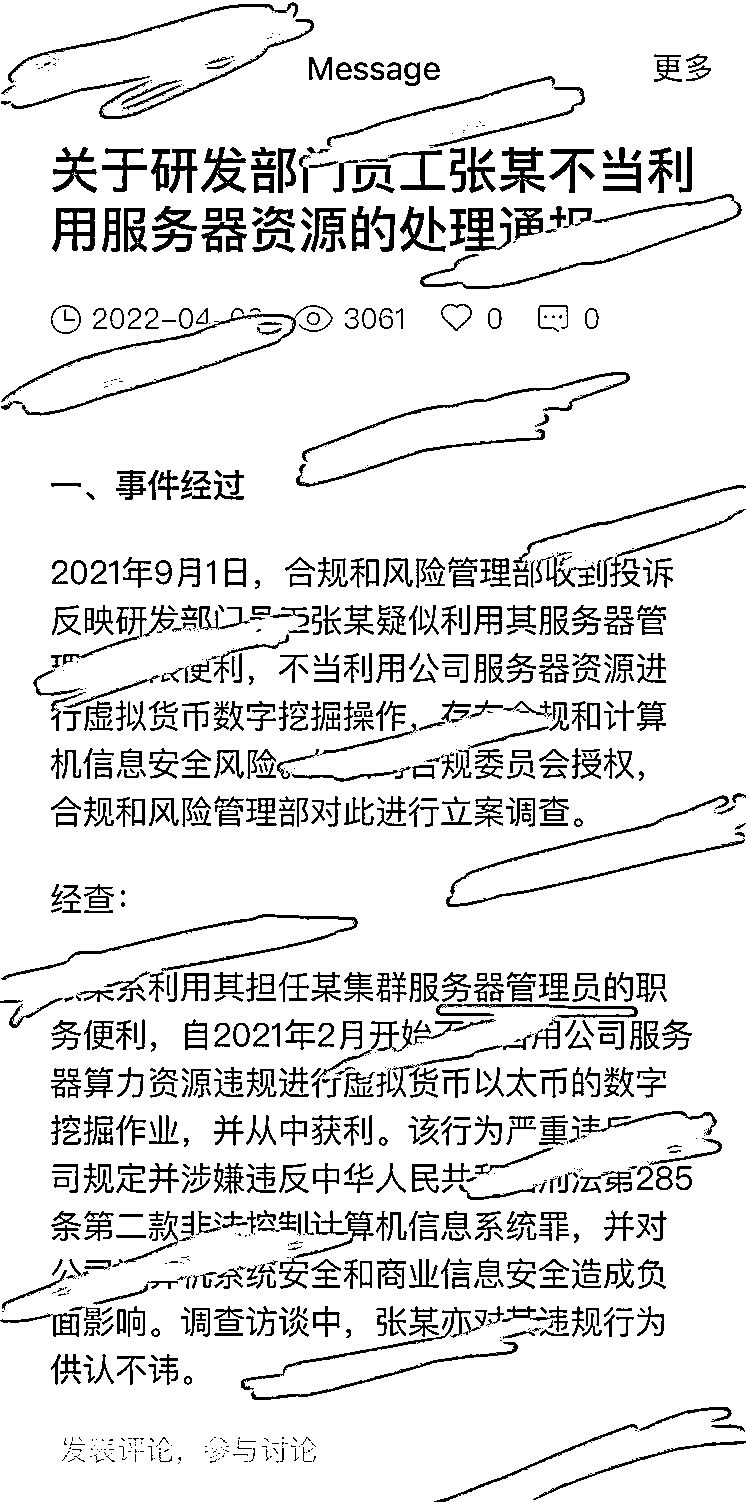 Message
更多
关于研发部门员工张某不当利
用服务器资源的处理通报
2022-04-0 3061 0 0
一、事件经过
2021年9月1日，合规和风险管理部收到投诉
反映研发部门员工张某疑似利用其服务器管
理限便利，不当利用公司服务器资源进
行虚拟货币数字挖掘操作，存在合规和计算
机信息安全风险。合规委员会授权，
合规和风险管理部对此进行立案调查。
经查：
张某系利用其担任某集群服务器管理员的职
务便利，自2021年2月开始不占用公司服务
器算力资源违规进行虚拟货币以太币的数字
挖掘作业，并从中获利。该行为严重违反
司规定并涉嫌违反中华人民共和国刑法第285
条第二款非法控制计算机信息系统罪，并对
公司计算机系统安全和商业信息安全造成负
面影响。调查访谈中，张某亦对其违规行为
供认不讳。
发表评论，参与讨论